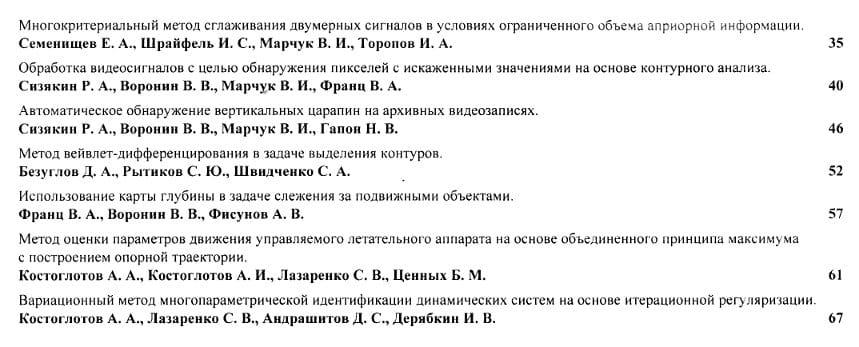 Многокритериальный метод сглаживания двумерных сигналов в условиях ограниченного объема априорной информации.
Семенищев Е. А., Шрайфель И. С., Марчук В. И., Торопов И. А. 35
Обработка видеосигналов с целью обнаружения пикселей с искаженными значениями на основе контурного анализа.
Сизякин Р. А., Воронин В. В., Марчук В. И., Франц В. А. 40
Автоматическое обнаружение вертикальных царапин на архивных видеозаписях.
Сизякин Р. А., Воронин В. В., Марчук В. И., Гапон Н. В. 46
Метод вейвлет-дифференцирования в задаче выделения контуров.
Безуглов Д. А., Рытиков С. Ю., Швидченко С. А. 52
Использование карты глубины в задаче слежения за подвижными объектами.
Франц В. А., Воронин В. В., Фисунов А. В. 57
Метод оценки параметров движения управляемого летательного аппарата на основе объединенного принципа максимума
с построением опорной траектории.
Костоглотов А. А., Костоглотов А. И., Лазаренко С. В., Ценных Б. М. 61
Вариационный метод многопараметрической идентификации динамических систем на основе итерационной регуляризации.
Костоглотов А. А., Лазаренко С. В., Андрашитов Д. С., Дерябкин И. В. 67